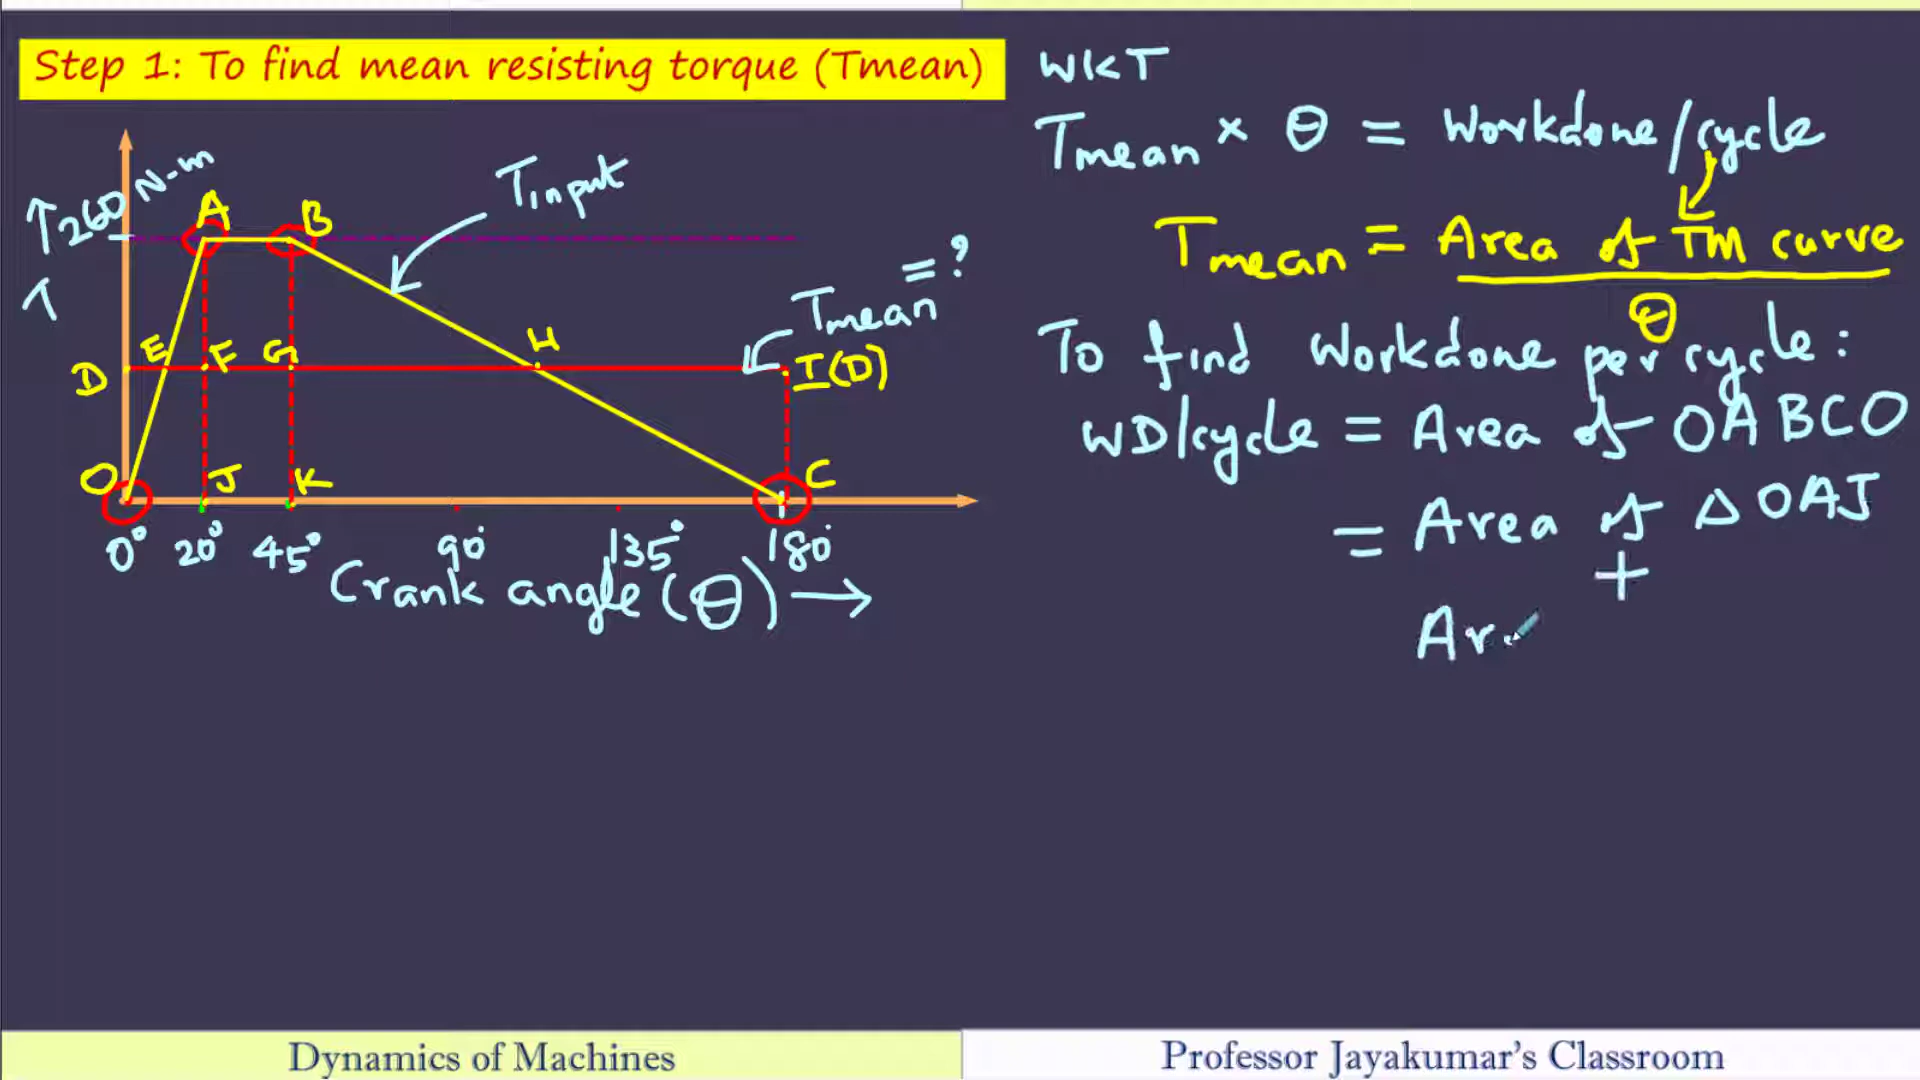 Step 1: To find mean resisting torque (Tmean)
↑260 N-m
↑
A
B
Tinput
= ?
Tmean
D
E
F
G
H
I(D)
O
J
K
C
0°
20°
45°
90°
135°
180°
Crank angle (θ) →
WKT
Tmean × θ = Workdone/cycle
Tmean = Area of TM curve
θ
To find Workdone per cycle:
WD/cycle = Area of OABCO
= Area of Δ OAJ
+
Dynamics of Machines
Professor Jayakumar's Classroom